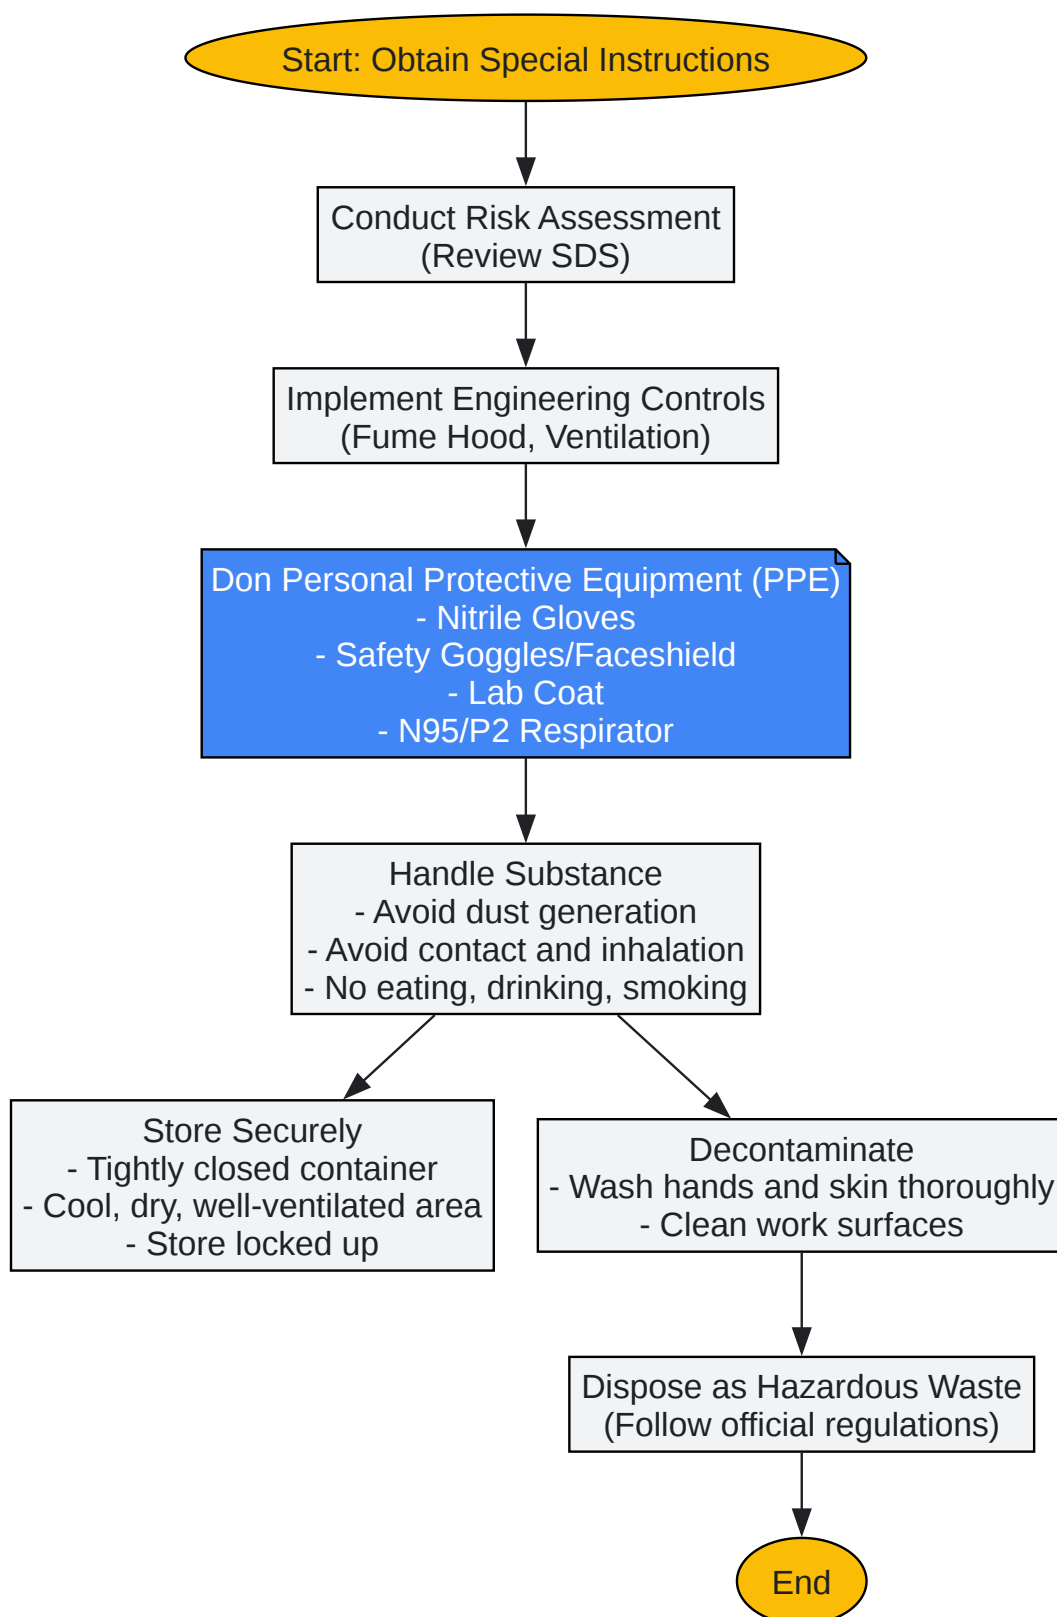 Start: Obtain Special Instructions
Conduct Risk Assessment
(Review SDS)
Implement Engineering Controls
(Fume Hood, Ventilation)
Don Personal Protective Equipment (PPE)
- Nitrile Gloves
- Safety Goggles/Faceshield
- Lab Coat
- N95/P2 Respirator
Handle Substance
- Avoid dust generation
- Avoid contact and inhalation
- No eating, drinking, smoking
Store Securely
- Tightly closed container
- Cool, dry, well-ventilated area
- Store locked up
Decontaminate
- Wash hands and skin thoroughly
- Clean work surfaces
Dispose as Hazardous Waste
(Follow official regulations)
End